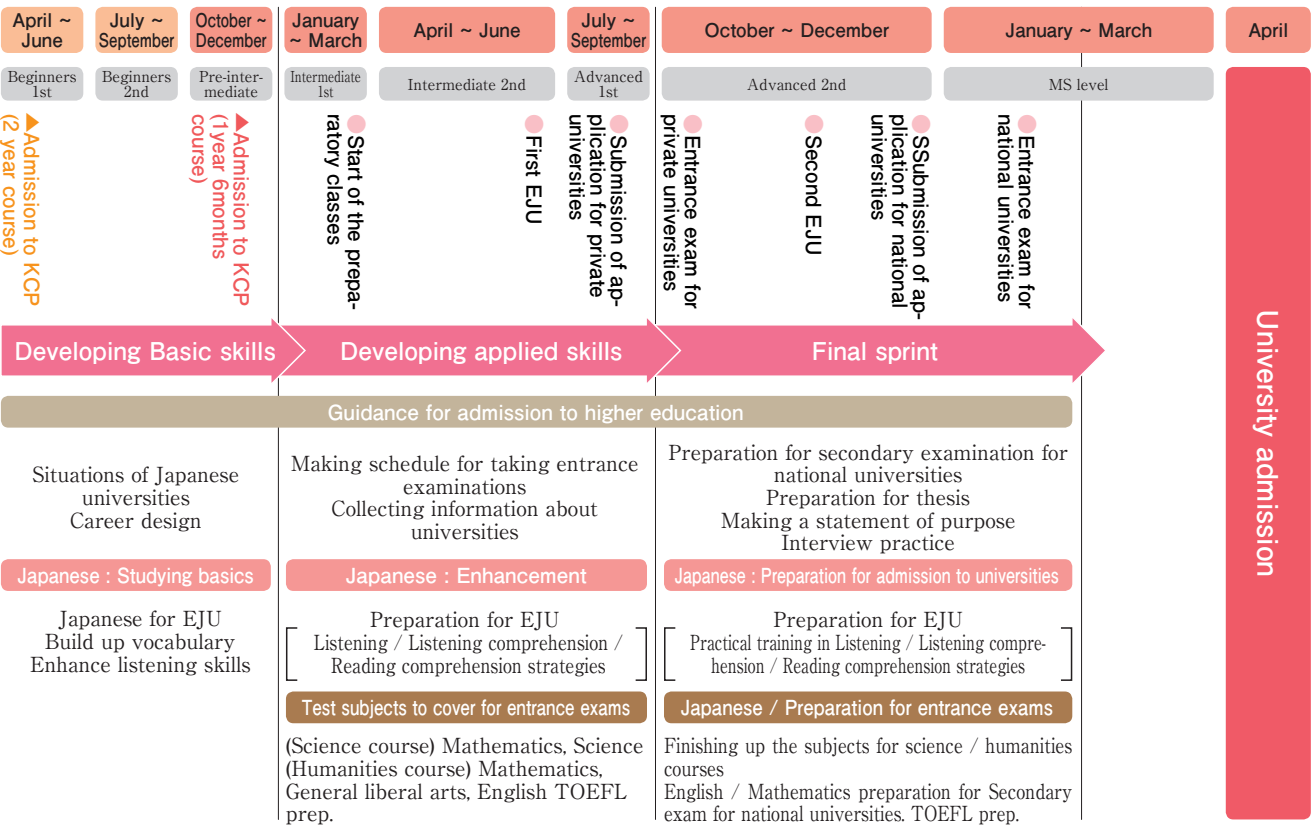 April ~
June
July ~
September
October ~
December
January
~ March
April ~ June
July ~
September
October ~ December
January ~ March
April
Beginners
1st
Beginners
2nd
Pre-inter-
mediate
Intermediate
1st
Intermediate 2nd
Advanced
1st
Advanced 2nd
MS level
▲Admission to KCP
(2 year course)
▲Admission to KCP
(1year 6months
course)
Start of the prepa-
ratory classes
First EJU
Submission of ap-
plication for private
universities
Entrance exam for
private universities
Second EJU
SSubmission of ap-
plication for national
universities
Entrance exam for
national universities
Developing Basic skills
Developing applied skills
Final sprint
University admission
Guidance for admission to higher education
Situations of Japanese
universities
Career design
Making schedule for taking entrance
examinations
Collecting information about
universities
Preparation for secondary examination for
national universities
Preparation for thesis
Making a statement of purpose
Interview practice
Japanese : Studying basics
Japanese : Enhancement
Japanese : Preparation for admission to universities
Japanese for EJU
Build up vocabulary
Enhance listening skills
Preparation for EJU
Listening / Listening comprehension /
Reading comprehension strategies
Preparation for EJU
Practical training in Listening / Listening compre-
hension / Reading comprehension strategies
Test subjects to cover for entrance exams
Japanese / Preparation for entrance exams
(Science course) Mathematics, Science
(Humanities course) Mathematics,
General liberal arts, English TOEFL
prep.
Finishing up the subjects for science / humanities
courses
English / Mathematics preparation for Secondary
exam for national universities. TOEFL prep.